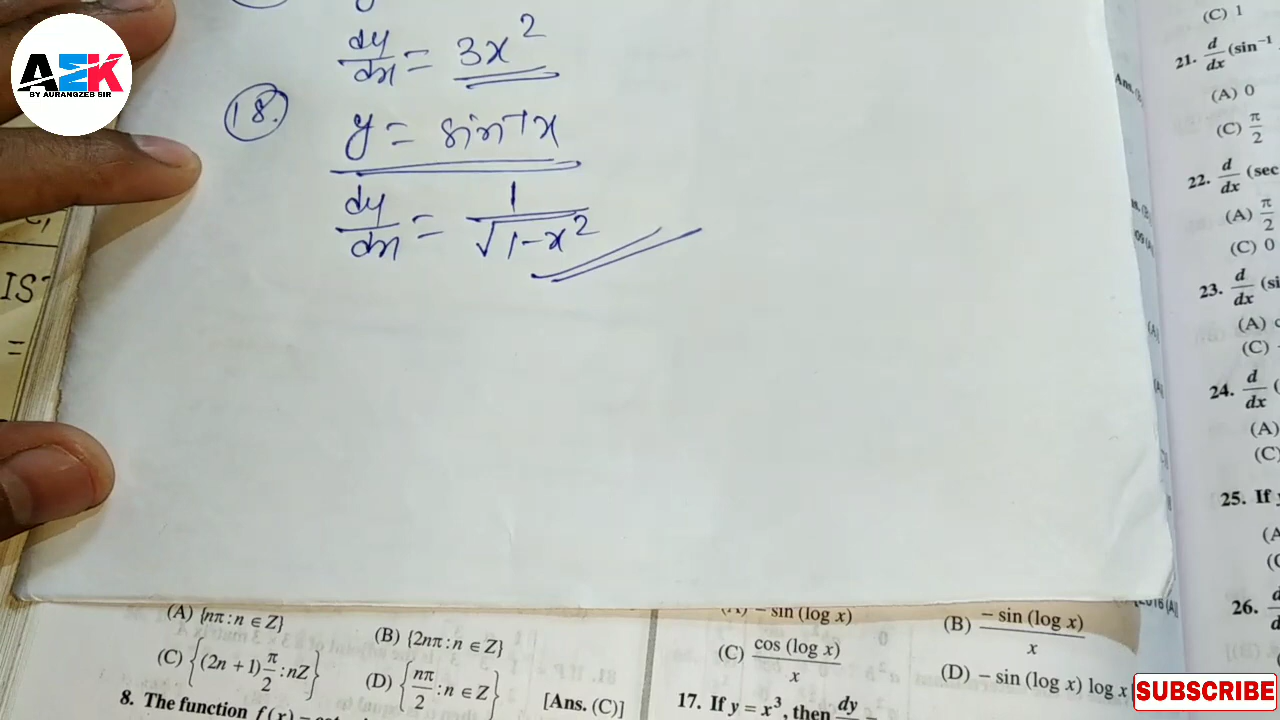 AEK
BY AURANGZEB SIR
dy/dx = 3x²
18.
y = sin⁻¹x
dy/dx = 1/√1-x²
IS
=
(A) {nπ : n ∈ Z}
(B) {2nπ : n ∈ Z}
(C) {(2n + 1) π/2 : nZ}
(D) {nπ/2 : n ∈ Z}
[Ans. (C)]
8. The function
(A) – sin (log x)
(B) – sin (log x)/x
(C) cos (log x)/x
(D) – sin (log x) log x
17. If y = x³, then dy/
(C) 1
21. d/dx (sin⁻¹
(A) 0
(C) π/2
22. d/dx (sec
(A) π/2
(C) 0
23. d/dx (si
(A)
(C)
24. d/dx (
(A)
(C)
25. If
26.
SUBSCRIBE